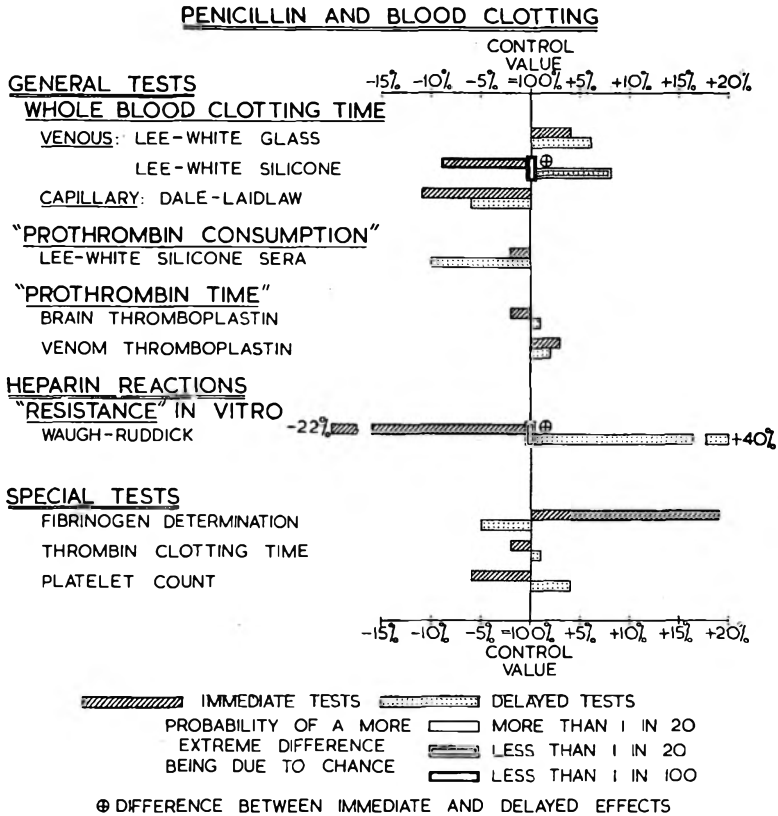 PENICILLIN AND BLOOD CLOTTING
CONTROL
VALUE
-15% -10% -5% =100% +5% +10% +15% +20%
GENERAL TESTS
WHOLE BLOOD CLOTTING TIME
VENOUS: LEE-WHITE GLASS
LEE-WHITE SILICONE
⊕
CAPILLARY: DALE-LAIDLAW
"PROTHROMBIN CONSUMPTION"
LEE-WHITE SILICONE SERA
"PROTHROMBIN TIME"
BRAIN THROMBOPLASTIN
VENOM THROMBOPLASTIN
HEPARIN REACTIONS
"RESISTANCE" IN VITRO
WAUGH-RUDDICK
-22% ⊕
+40%
SPECIAL TESTS
FIBRINOGEN DETERMINATION
THROMBIN CLOTTING TIME
PLATELET COUNT
-15% -10% -5% =100% +5% +10% +15% +20%
CONTROL
VALUE
IMMEDIATE TESTS DELAYED TESTS
PROBABILITY OF A MORE MORE THAN 1 IN 20
EXTREME DIFFERENCE LESS THAN 1 IN 20
BEING DUE TO CHANCE LESS THAN 1 IN 100
⊕ DIFFERENCE BETWEEN IMMEDIATE AND DELAYED EFFECTS